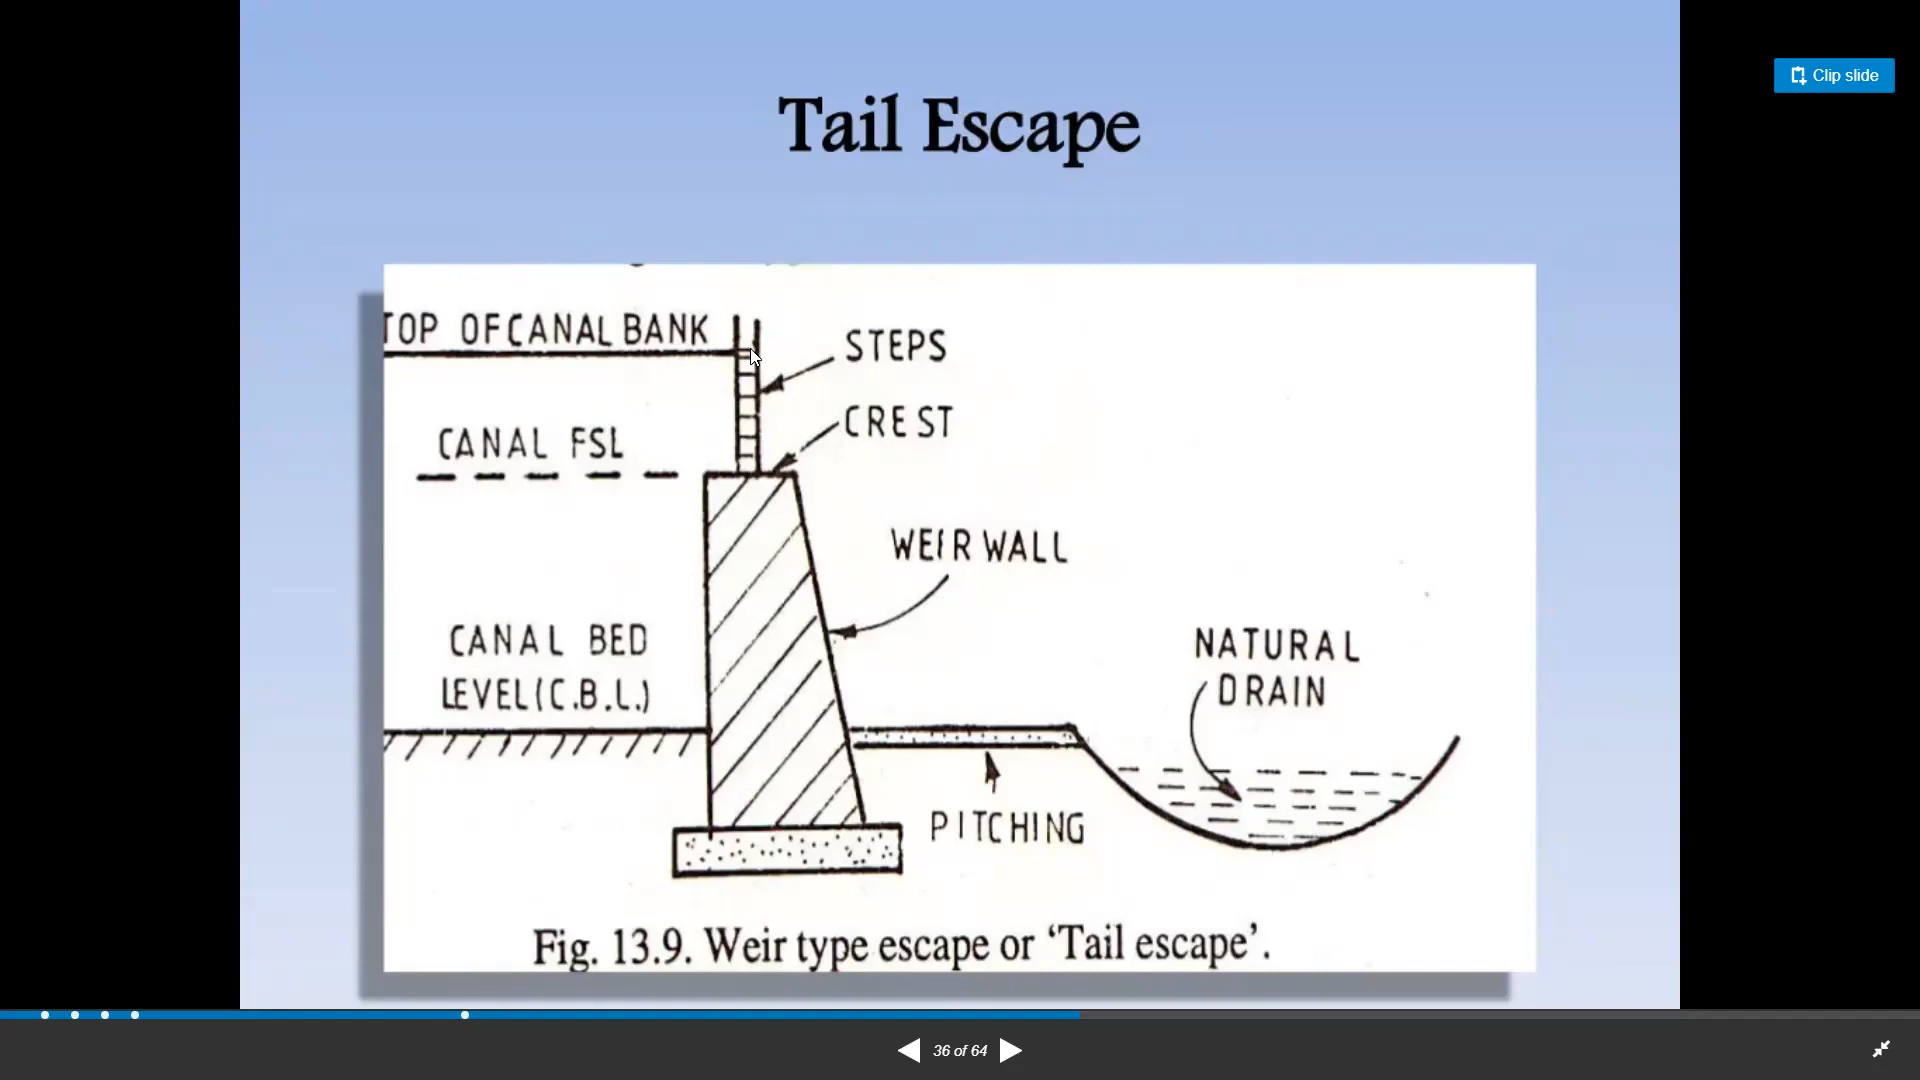 Clip slide
Tail Escape
TOP OF CANAL BANK
STEPS
CREST
CANAL FSL
WEIR WALL
CANAL BED
LEVEL (C.B.L.)
NATURAL
DRAIN
PITCHING
Fig. 13.9. Weir type escape or ‘Tail escape’.
36 of 64